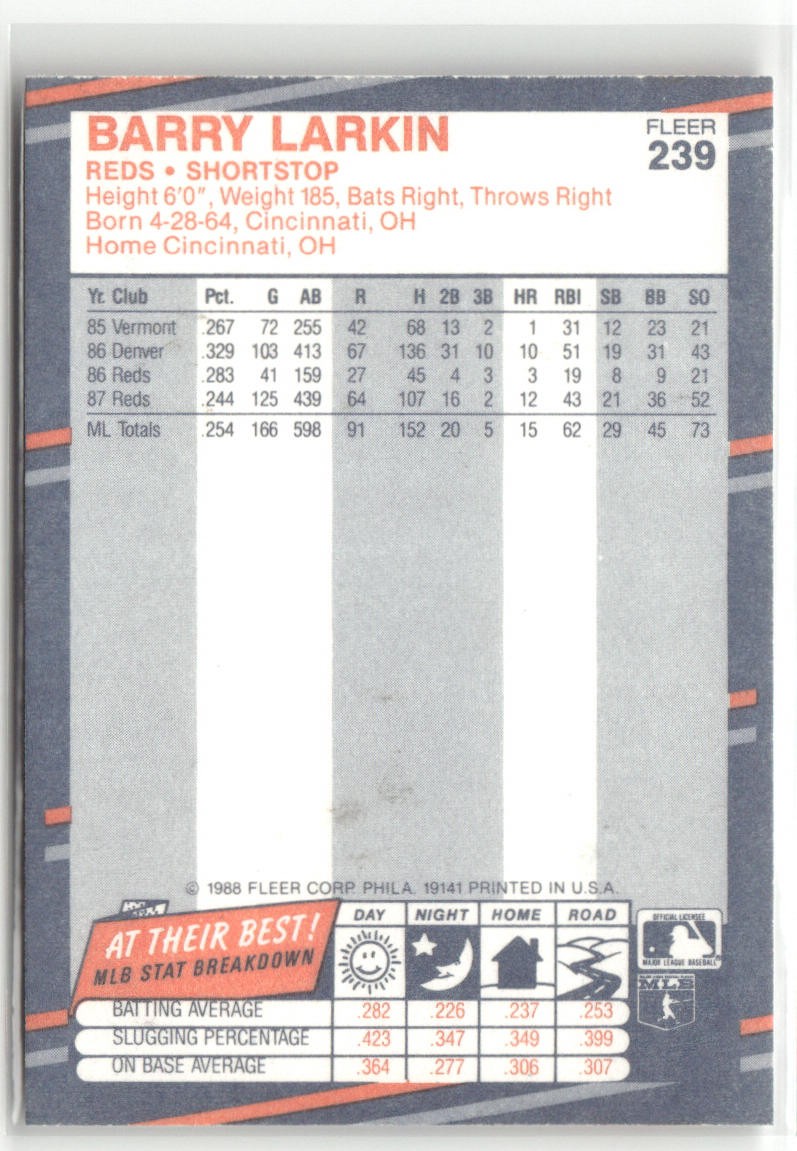 BARRY LARKIN
FLEER
239
REDS • SHORTSTOP
Height 6'0", Weight 185, Bats Right, Throws Right
Born 4-28-64, Cincinnati, OH
Home Cincinnati, OH
Yr. Club Pct. G AB R H 2B 3B HR RBI SB BB SO
85 Vermont .267 72 255 42 68 13 2 1 31 12 23 21
86 Denver .329 103 413 67 136 31 10 10 51 19 31 43
86 Reds .283 41 159 27 45 4 3 3 19 8 9 21
87 Reds .244 125 439 64 107 16 2 12 43 21 36 52
ML Totals .254 166 598 91 152 20 5 15 62 29 45 73
© 1988 FLEER CORP. PHILA. 19141 PRINTED IN U.S.A.
AT THEIR BEST!
MLB STAT BREAKDOWN
DAY NIGHT HOME ROAD
BATTING AVERAGE .282 .226 .237 .253
SLUGGING PERCENTAGE .423 .347 .349 .399
ON BASE AVERAGE .364 .277 .306 .307
OFFICIAL LICENSEE
MAJOR LEAGUE BASEBALL
MLB